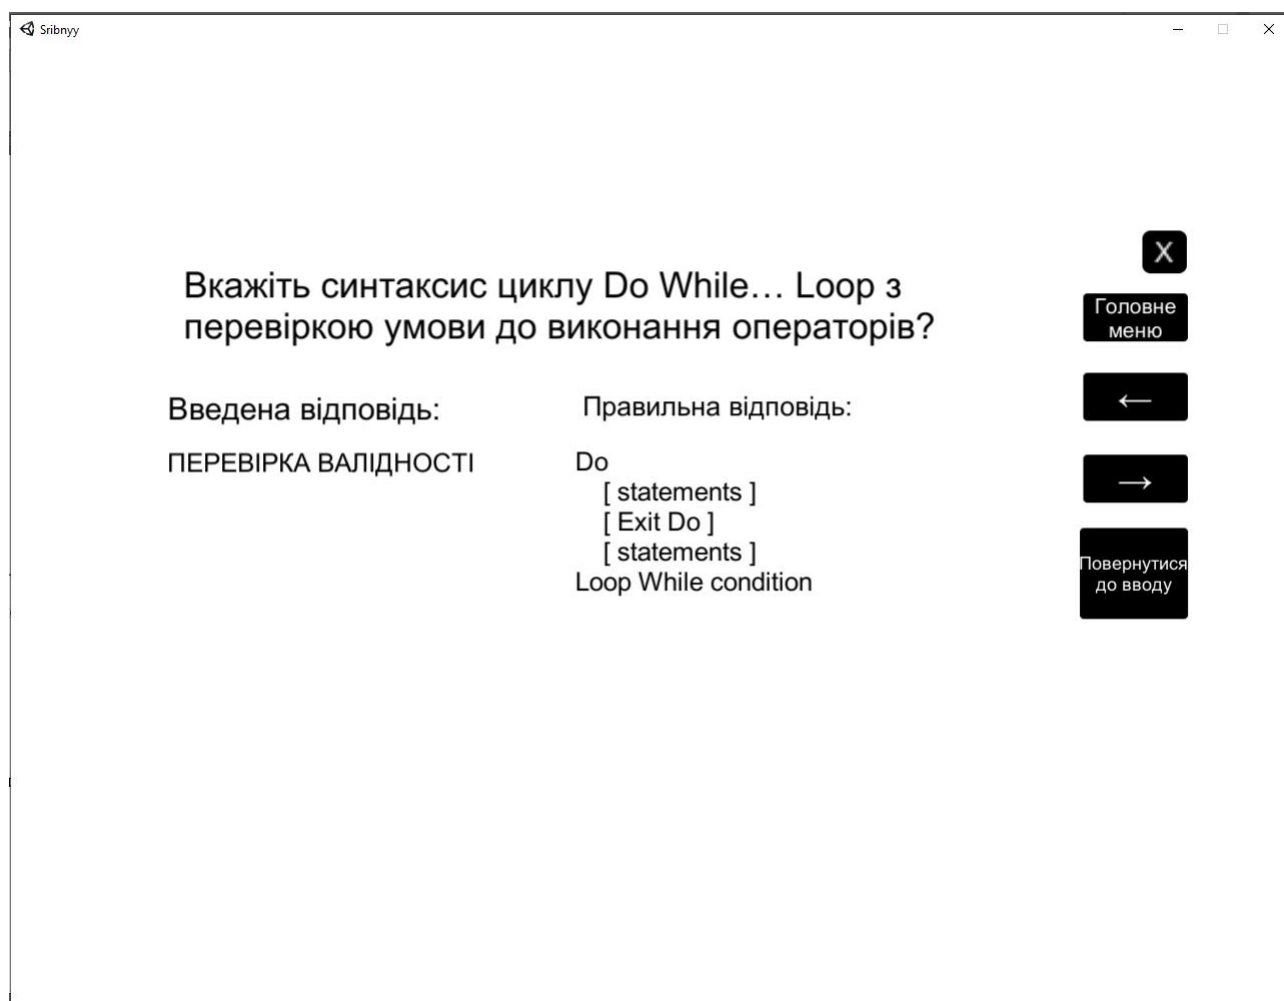 Sribnyy
X
Вкажіть синтаксис циклу Do While... Loop з
перевіркою умови до виконання операторів?
Головне
меню
←
Введена відповідь:
Правильна відповідь:
ПЕРЕВІРКА ВАЛІДНОСТІ
Do
[ statements ]
[ Exit Do ]
[ statements ]
Loop While condition
→
Повернутися
до вводу